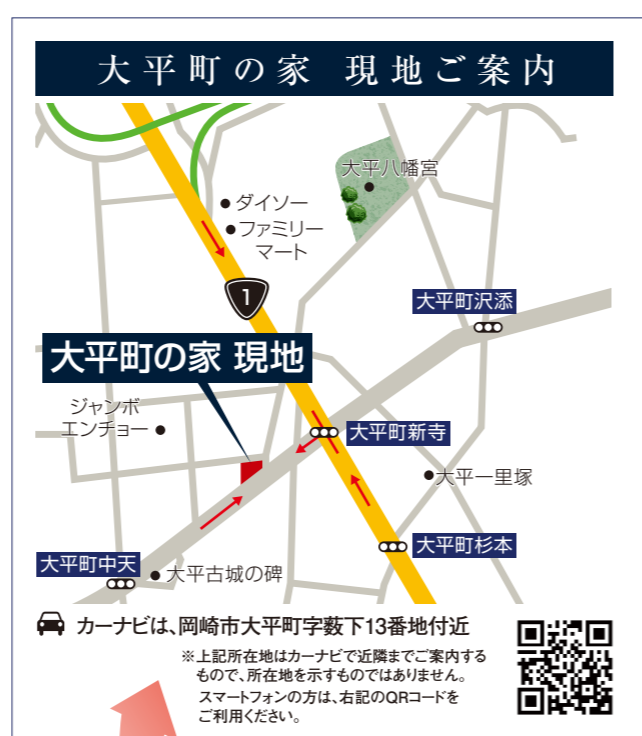 大平町の家 現地ご案内
大平八幡宮
ダイソー
ファミリー
マート
1
大平町沢添
大平町の家 現地
ジャンボ
エンチョー
大平町新寺
大平一里塚
大平町杉本
大平町中天
大平古城の碑
カーナビは、岡崎市大平町字薮下13番地付近
※上記所在地はカーナビで近隣までご案内する
もので、所在地を示すものではありません。
スマートフォンの方は、右記のQRコードを
ご利用ください。